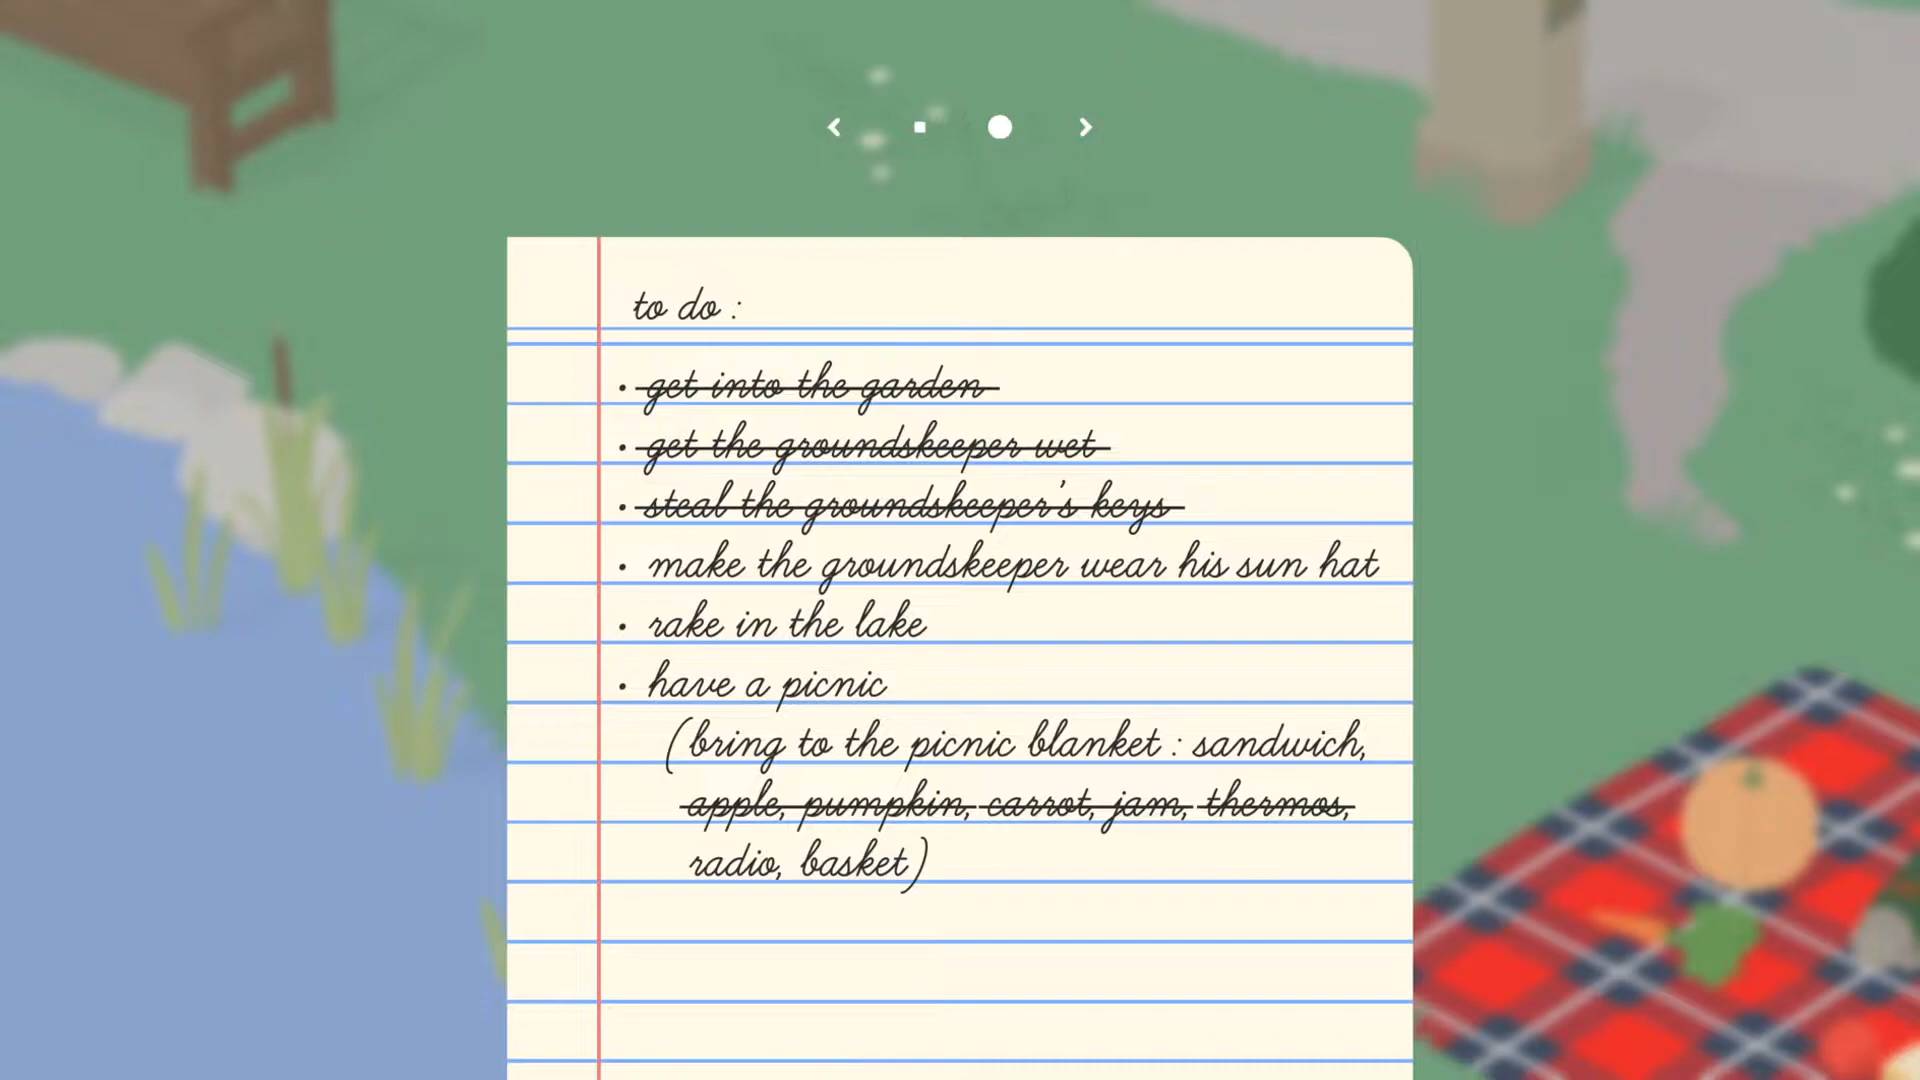 to do :
• get into the garden
• get the groundskeeper wet
• steal the groundskeeper's keys
• make the groundskeeper wear his sun hat
• rake in the lake
• have a picnic
(bring to the picnic blanket : sandwich,
apple, pumpkin, carrot, jam, thermos,
radio, basket)